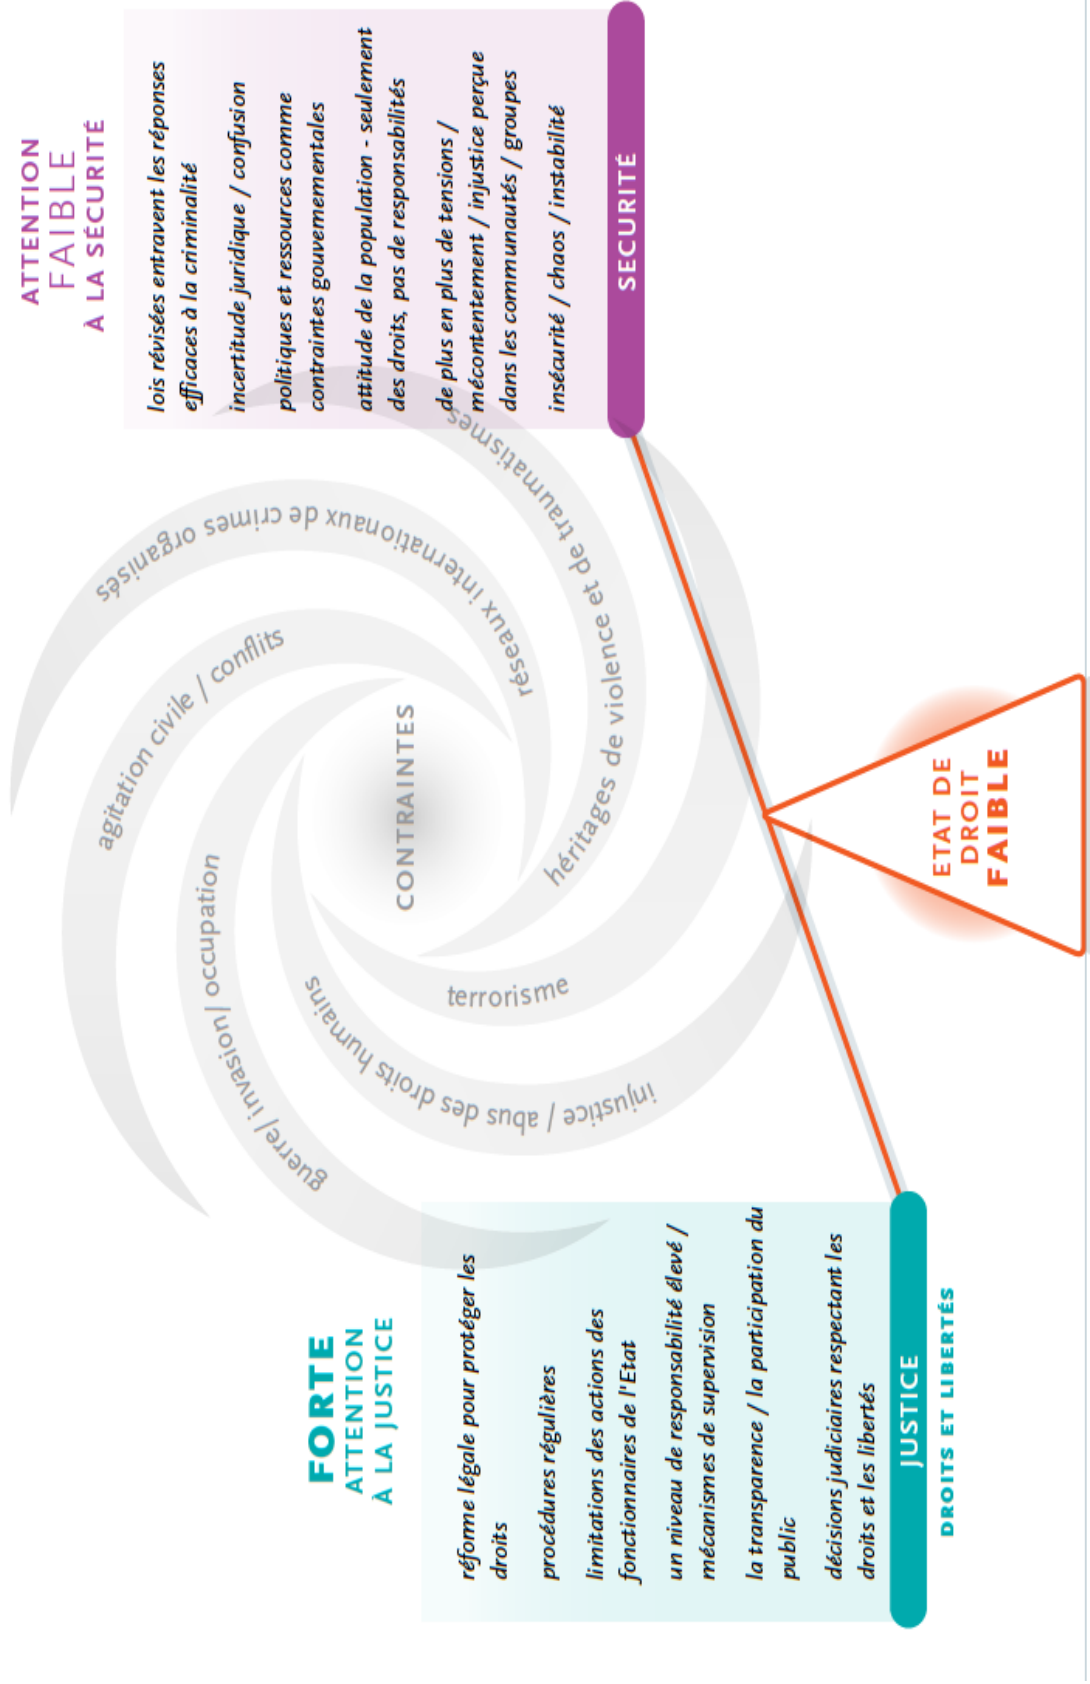 FORTE
ATTENTION
À LA JUSTICE
réforme légale pour protéger les
droits
procédures régulières
limitations des actions des
fonctionnaires de l'Etat
un niveau de responsabilité élevé /
mécanismes de supervision
la transparence / la participation du
public
décisions judiciaires respectant les
droits et les libertés
JUSTICE
DROITS ET LIBERTÉS
CONTRAINTES
agitation civile / conflits
réseaux internationaux de crimes organisés
guerre/ invasion/ occupation
héritages de violence et de traumatismes
injustice / abus des droits humains
terrorisme
ETAT DE
DROIT
FAIBLE
ATTENTION
FAIBLE
À LA SÉCURITÉ
lois révisées entravent les réponses
efficaces à la criminalité
incertitude juridique / confusion
politiques et ressources comme
contraintes gouvernementales
attitude de la population - seulement
des droits, pas de responsabilités
de plus en plus de tensions /
mécontentement / injustice perçue
dans les communautés / groupes
insécurité / chaos / instabilité
SECURITÉ